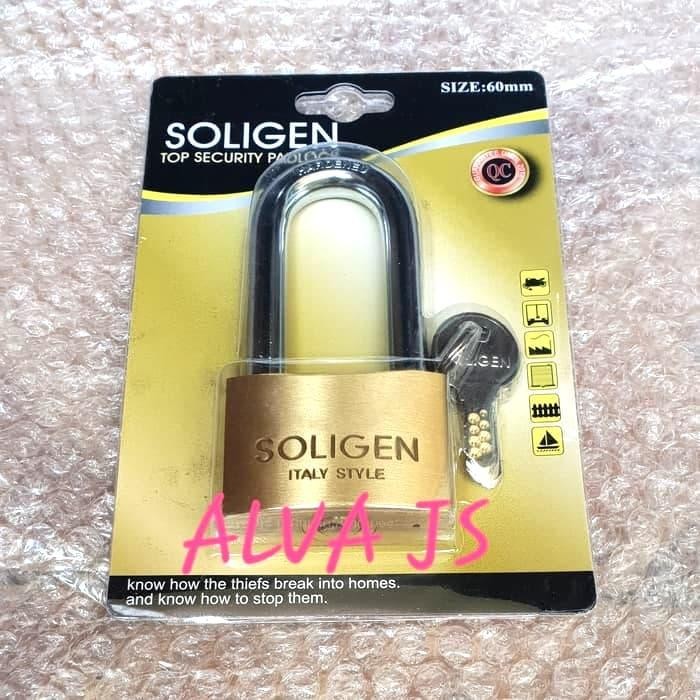 SIZE:60mm
SOLIGEN
TOP SECURITY PADLOCK
HARDENED
QC
SOLIGEN
SOLIGEN
ITALY STYLE
ALVA JS
know how the thiefs break into homes.
and know how to stop them.